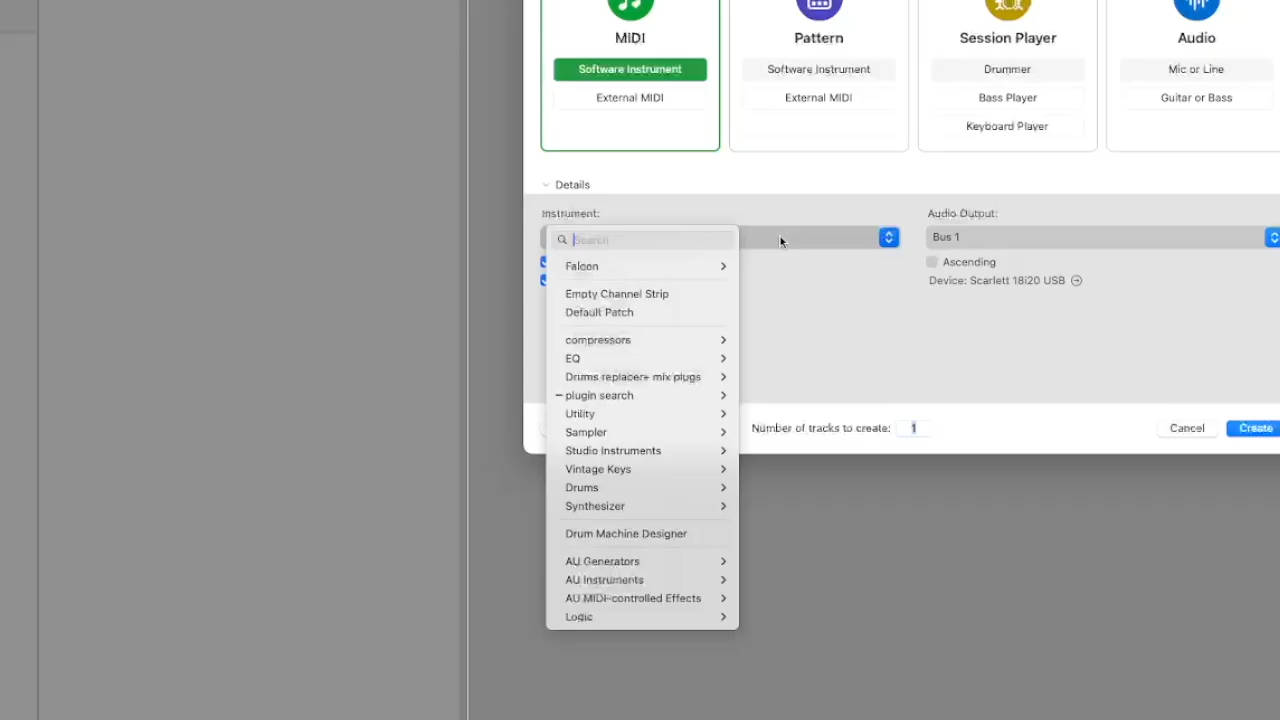 MIDI
Pattern
Session Player
Audio
Software Instrument
Software Instrument
Drummer
Mic or Line
External MIDI
External MIDI
Bass Player
Guitar or Bass
Keyboard Player
Details
Instrument:
Audio Output:
Search
Bus 1
Ascending
Device: Scarlett 18i20 USB
Falcon
Empty Channel Strip
Default Patch
compressors
EQ
Drums replacer+ mix plugs
plugin search
Utility
Sampler
Studio Instruments
Vintage Keys
Drums
Synthesizer
Drum Machine Designer
AU Generators
AU Instruments
AU MIDI-controlled Effects
Logic
Number of tracks to create: 1
Cancel
Create